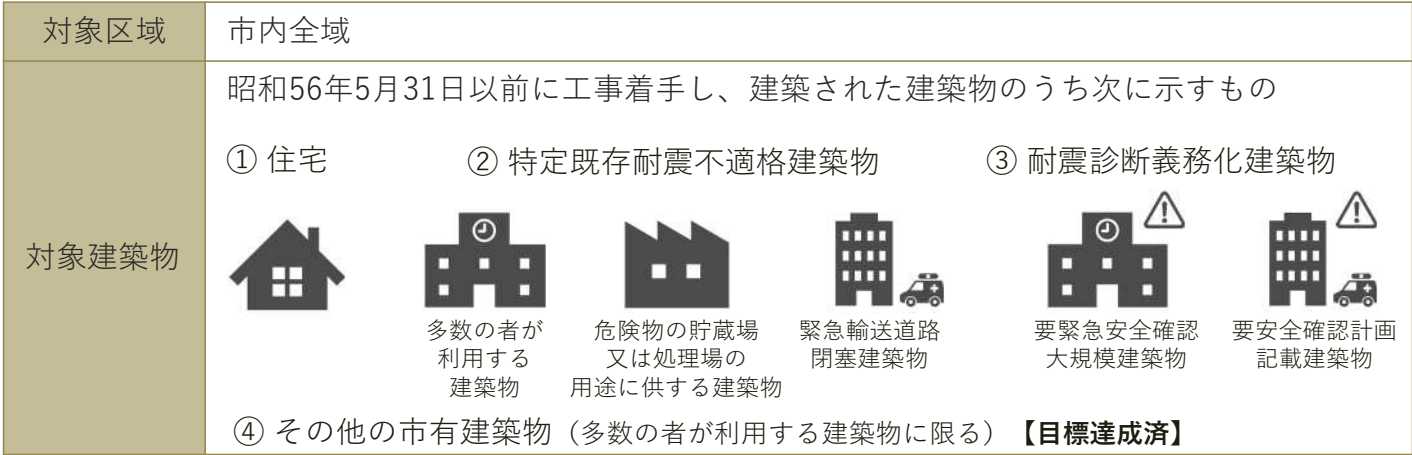 対象区域
市内全域
対象建築物
昭和56年5月31日以前に工事着手し、建築された建築物のうち次に示すもの
① 住宅
② 特定既存耐震不適格建築物
多数の者が
利用する
建築物
危険物の貯蔵場
又は処理場の
用途に供する建築物
緊急輸送道路
閉塞建築物
③ 耐震診断義務化建築物
要緊急安全確認
大規模建築物
要安全確認計画
記載建築物
④ その他の市有建築物（多数の者が利用する建築物に限る）【目標達成済】